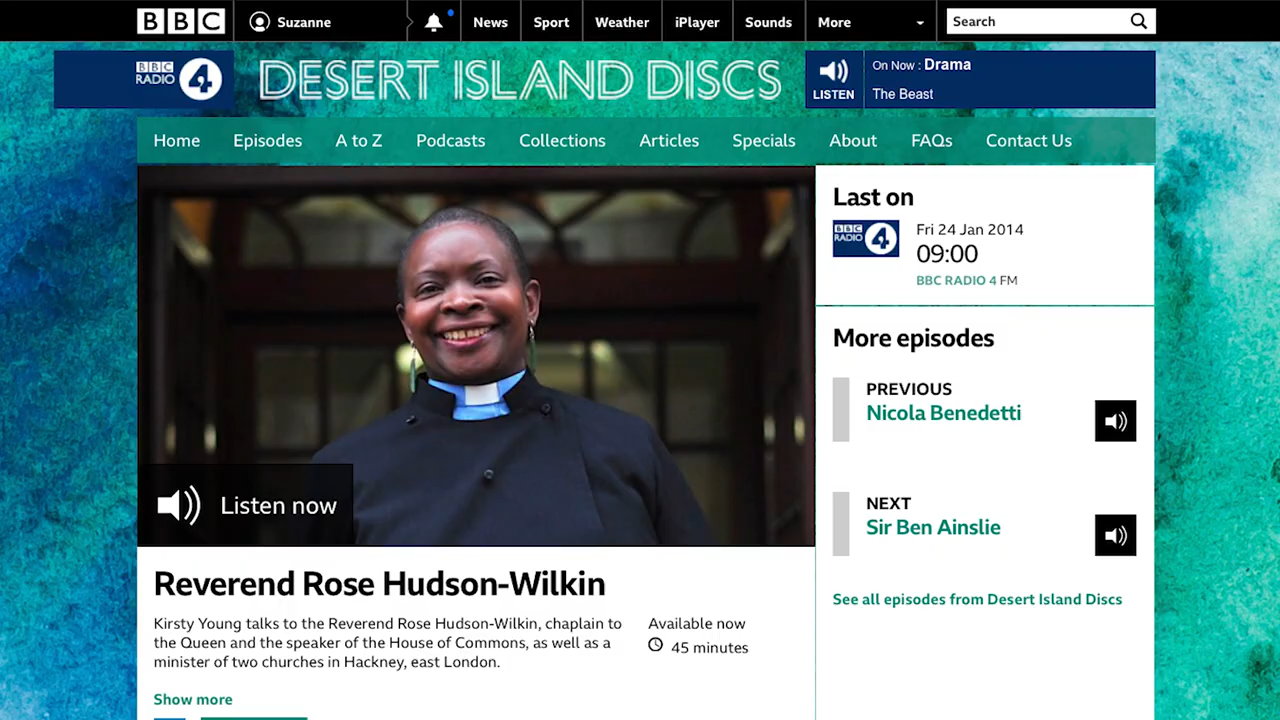 BBC
Suzanne
News
Sport
Weather
iPlayer
Sounds
More
Search
BBC
RADIO 4
DESERT ISLAND DISCS
LISTEN
On Now : Drama
The Beast
Home
Episodes
A to Z
Podcasts
Collections
Articles
Specials
About
FAQs
Contact Us
Listen now
Reverend Rose Hudson-Wilkin
Kirsty Young talks to the Reverend Rose Hudson-Wilkin, chaplain to
the Queen and the speaker of the House of Commons, as well as a
minister of two churches in Hackney, east London.
Show more
Available now
45 minutes
Last on
BBC
RADIO 4
Fri 24 Jan 2014
09:00
BBC RADIO 4 FM
More episodes
PREVIOUS
Nicola Benedetti
NEXT
Sir Ben Ainslie
See all episodes from Desert Island Discs